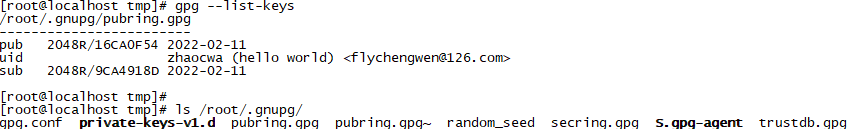 [root@localhost tmp]# gpg --list-keys
/root/.gnupg/pubring.gpg
------------------------
pub   2048R/16CA0F54 2022-02-11
uid                  zhaocwa (hello world) <flychengwen@126.com>
sub   2048R/9CA4918D 2022-02-11

[root@localhost tmp]#
[root@localhost tmp]# ls /root/.gnupg/
gpg.conf  private-keys-v1.d  pubring.gpg  pubring.gpg~  random_seed  secring.gpg  S.gpg-agent  trustdb.gpg